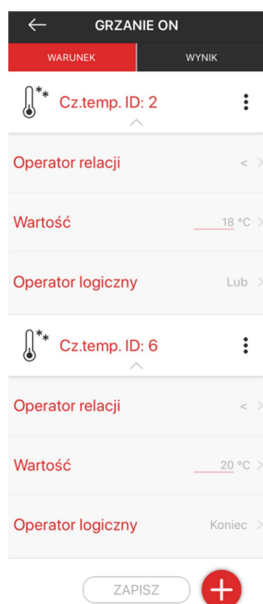 GRZANIE ON
WARUNEK WYNIK
Cz.temp. ID: 2
Operator relacji <
Wartość 18 °C
Operator logiczny Lub
Cz.temp. ID: 6
Operator relacji <
Wartość 20 °C
Operator logiczny Koniec
ZAPISZ